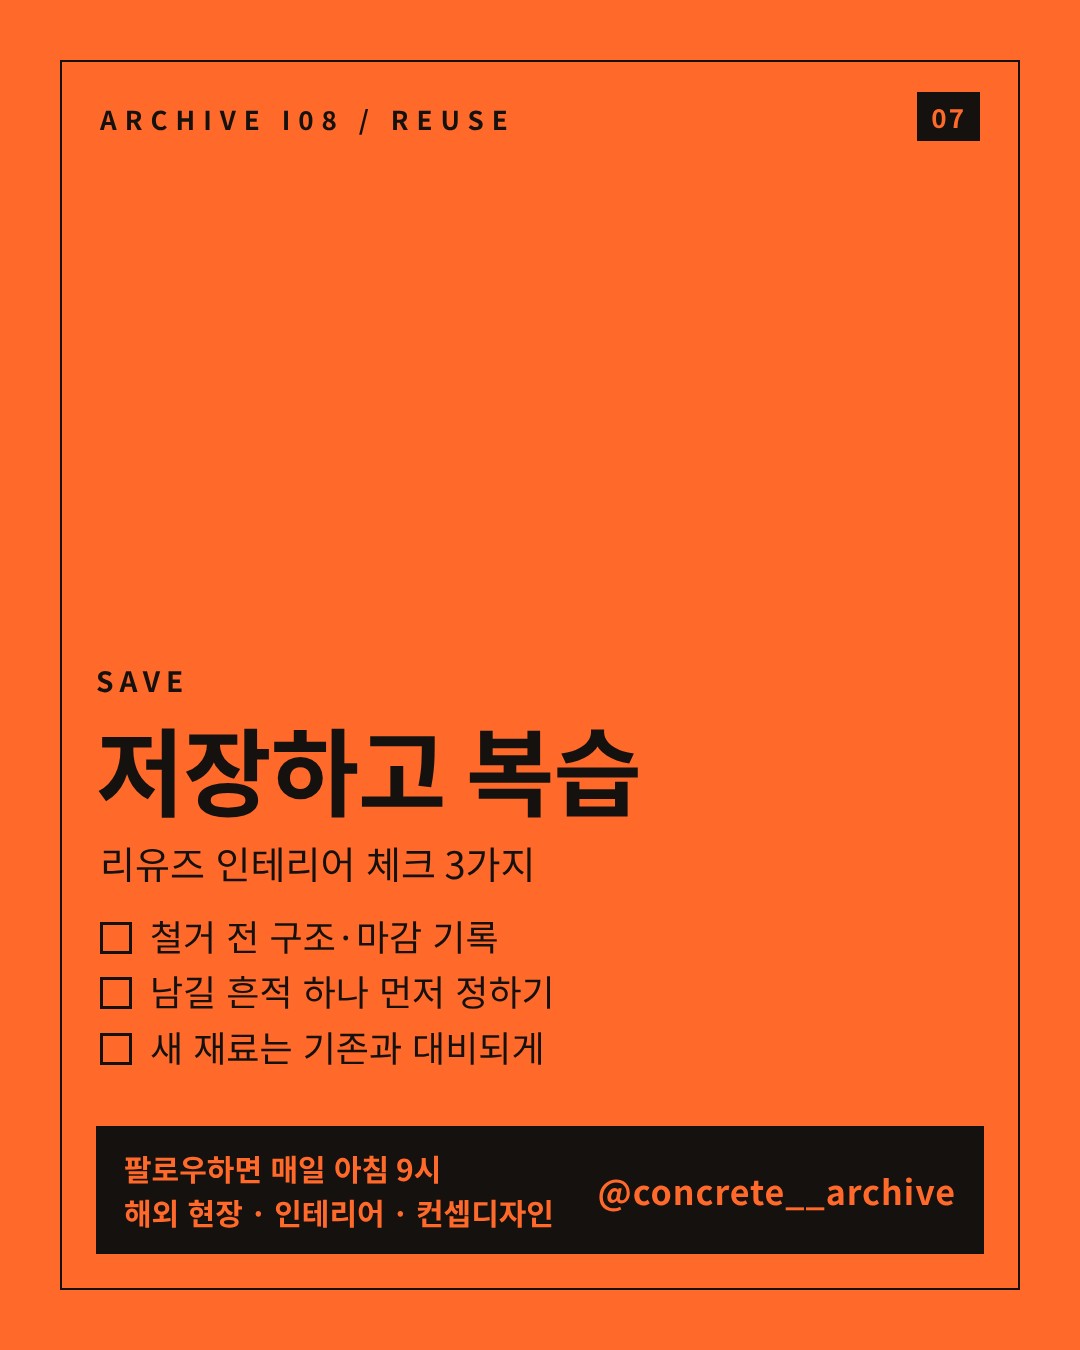 ARCHIVE I08 / REUSE
07
SAVE
저장하고 복습
리유즈 인테리어 체크 3가지
철거 전 구조·마감 기록
남길 흔적 하나 먼저 정하기
새 재료는 기존과 대비되게
팔로우하면 매일 아침 9시
해외 현장 · 인테리어 · 컨셉디자인
@concrete__archive